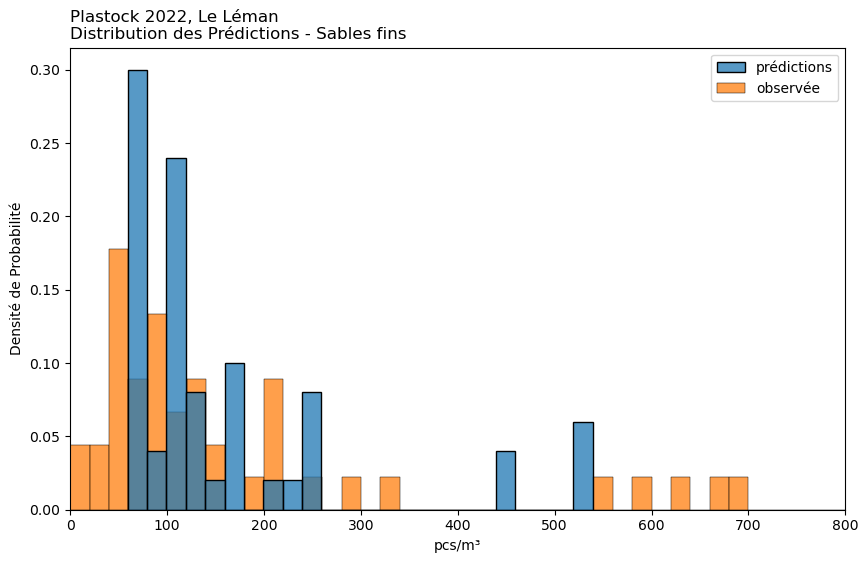 Plastock 2022, Le Léman
Distribution des Prédictions - Sables fins
prédictions
observée
Densité de Probabilité
0.30
0.25
0.20
0.15
0.10
0.05
0.00
0 100 200 300 400 500 600 700 800
pcs/m³